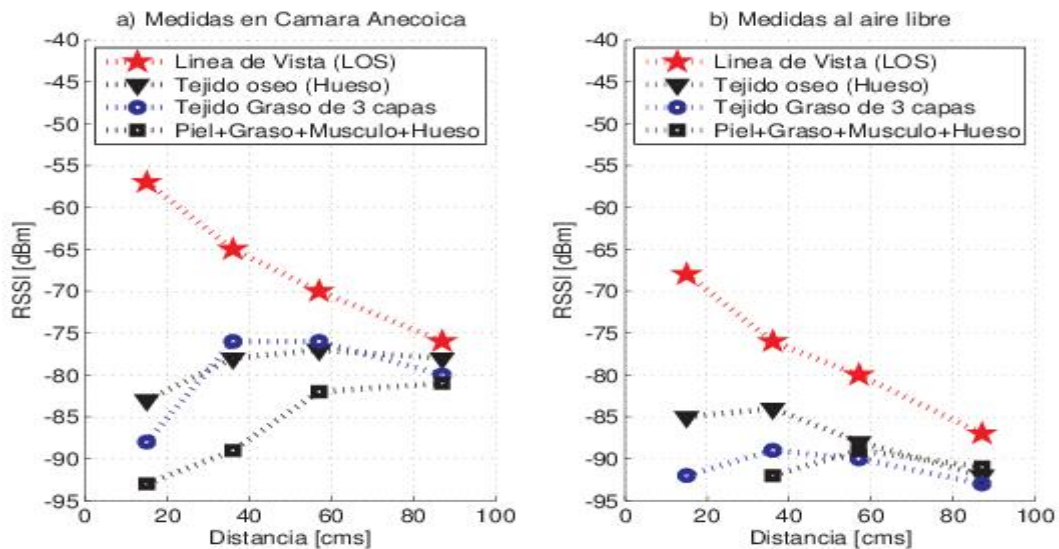 a) Medidas en Camara Anecoica
-40
-45
-50
-55
-60
-65
-70
-75
-80
-85
-90
-95
RSSI [dBm]
Linea de Vista (LOS)
Tejido oseo (Hueso)
Tejido Graso de 3 capas
Piel+Graso+Musculo+Hueso
0 20 40 60 80 100
Distancia [cms]
b) Medidas al aire libre
-40
-45
-50
-55
-60
-65
-70
-75
-80
-85
-90
-95
RSSI [dBm]
Linea de Vista (LOS)
Tejido oseo (Hueso)
Tejido Graso de 3 capas
Piel+Graso+Musculo+Hueso
0 20 40 60 80 100
Distancia [cms]